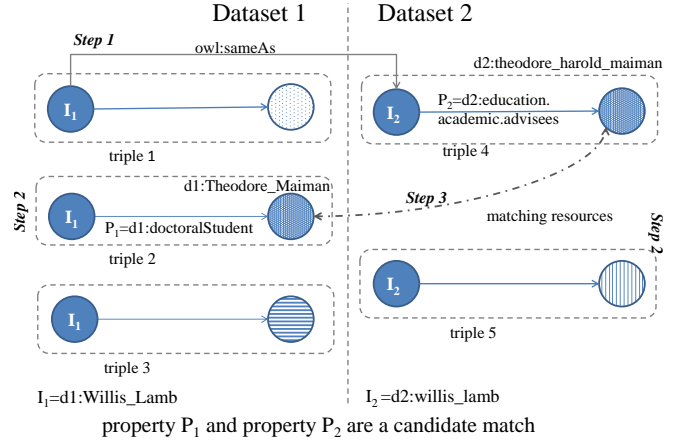 Dataset 1
Dataset 2
Step 1
owl:sameAs
d2:theodore_harold_maiman
I1
I2
P2=d2:education.
academic.advisees
triple 1
triple 4
Step 2
d1:Theodore_Maiman
I1
P1=d1:doctoralStudent
Step 3
matching resources
triple 2
Step 2
I1
I2
triple 3
triple 5
I1=d1:Willis_Lamb
I2=d2:willis_lamb
property P1 and property P2 are a candidate match